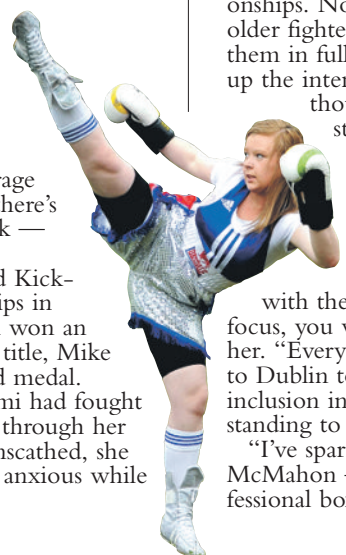 rage
here's
k —
d Kick-
ips in
won an
title, Mike
d medal.
mi had fought
through her
nscathed, she
anxious while
onships. No
older fighte
them in full
up the inter
thou
st
with the
focus, you w
her. "Every
to Dublin to
inclusion in
standing to
"I've spar
McMahon
fessional bo